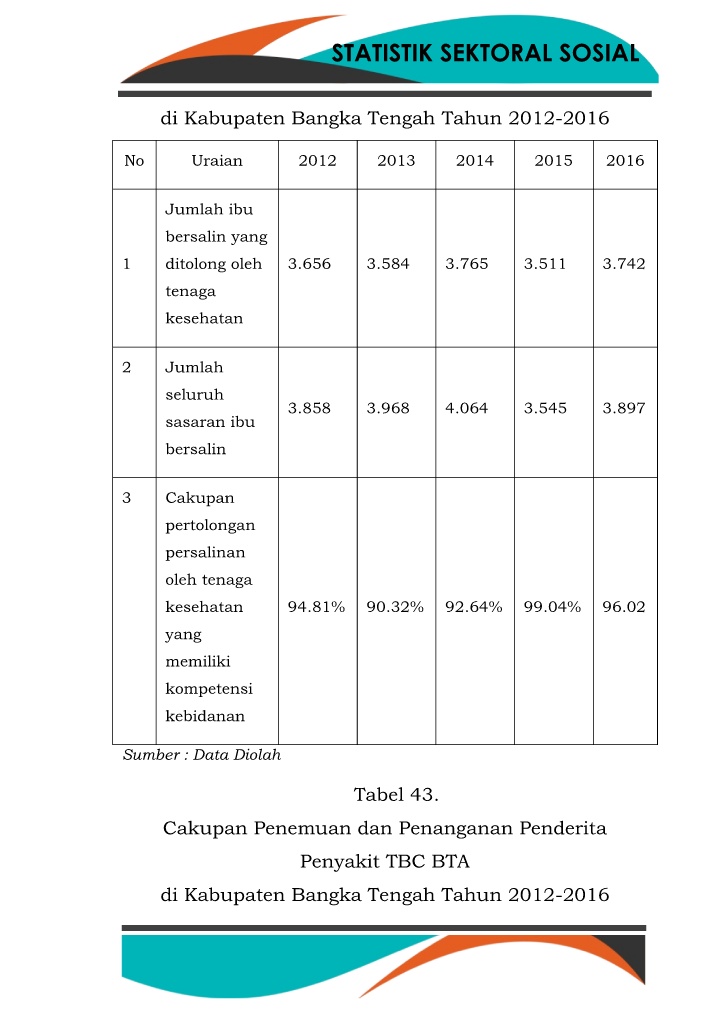 STATISTIK SEKTORAL SOSIAL
di Kabupaten Bangka Tengah Tahun 2012-2016
No Uraian 2012 2013 2014 2015 2016
Jumlah ibu
bersalin yang
1 ditolong oleh 3.656 3.584 3.765 3.511 3.742
tenaga
kesehatan
2 Jumlah
seluruh
3.858 3.968 4.064 3.545 3.897
sasaran ibu
bersalin
3 Cakupan
pertolongan
persalinan
oleh tenaga
kesehatan 94.81% 90.32% 92.64% 99.04% 96.02
yang
memiliki
kompetensi
kebidanan
Sumber : Data Diolah
Tabel 43.
Cakupan Penemuan dan Penanganan Penderita
Penyakit TBC BTA
di Kabupaten Bangka Tengah Tahun 2012-2016